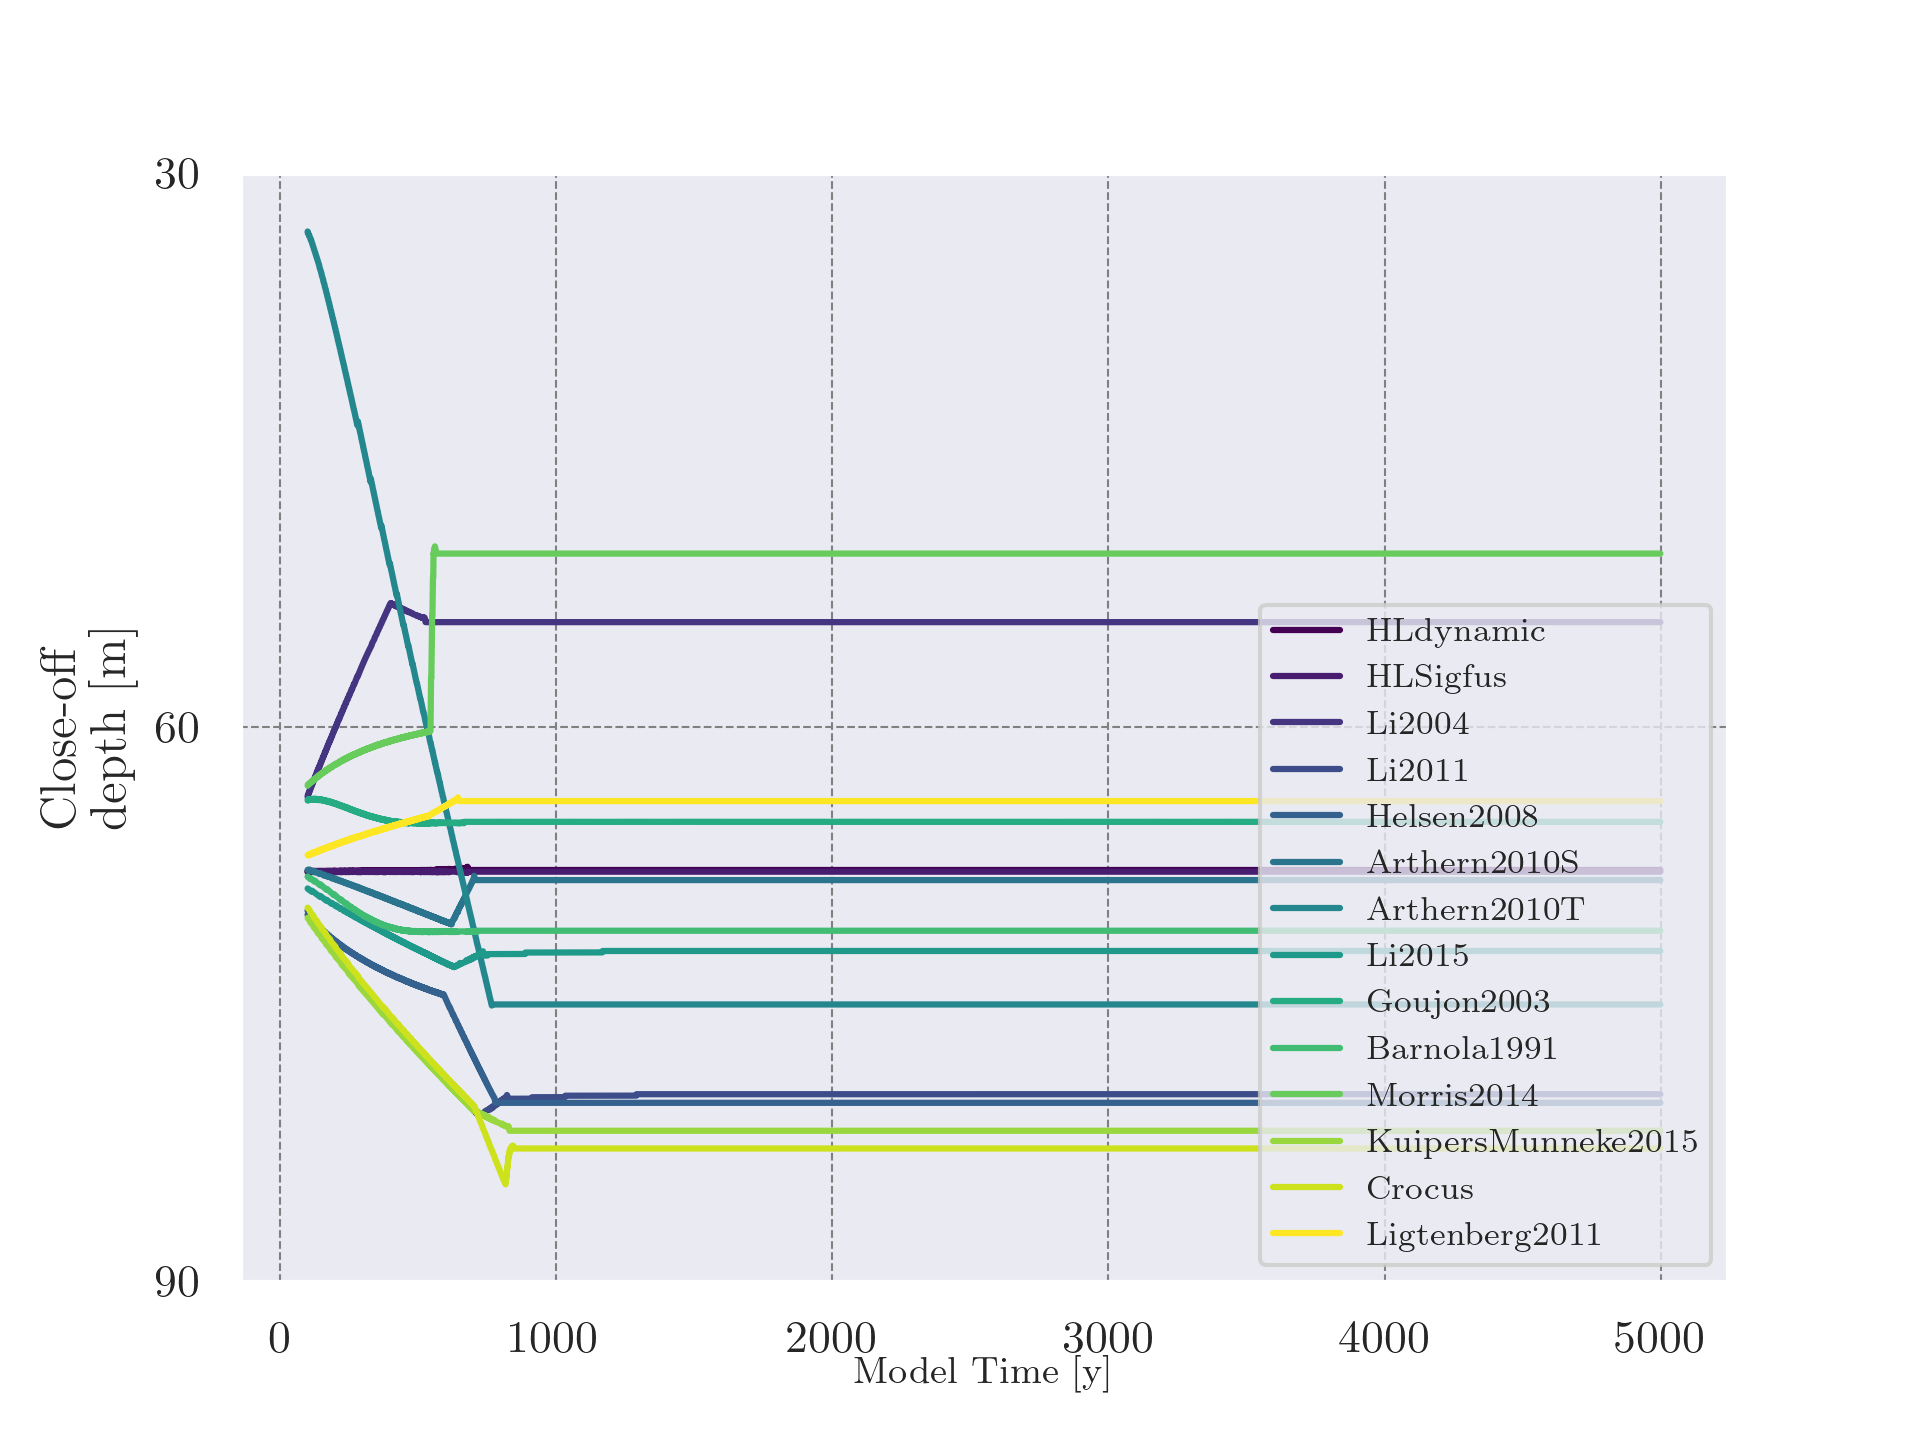 30
60
90
Close-off
depth [m]
0 1000 2000 3000 4000 5000
Model Time [y]
HLdynamic
HLSigfus
Li2004
Li2011
Helsen2008
Arthern2010S
Arthern2010T
Li2015
Goujon2003
Barnola1991
Morris2014
KuipersMunneke2015
Crocus
Ligtenberg2011